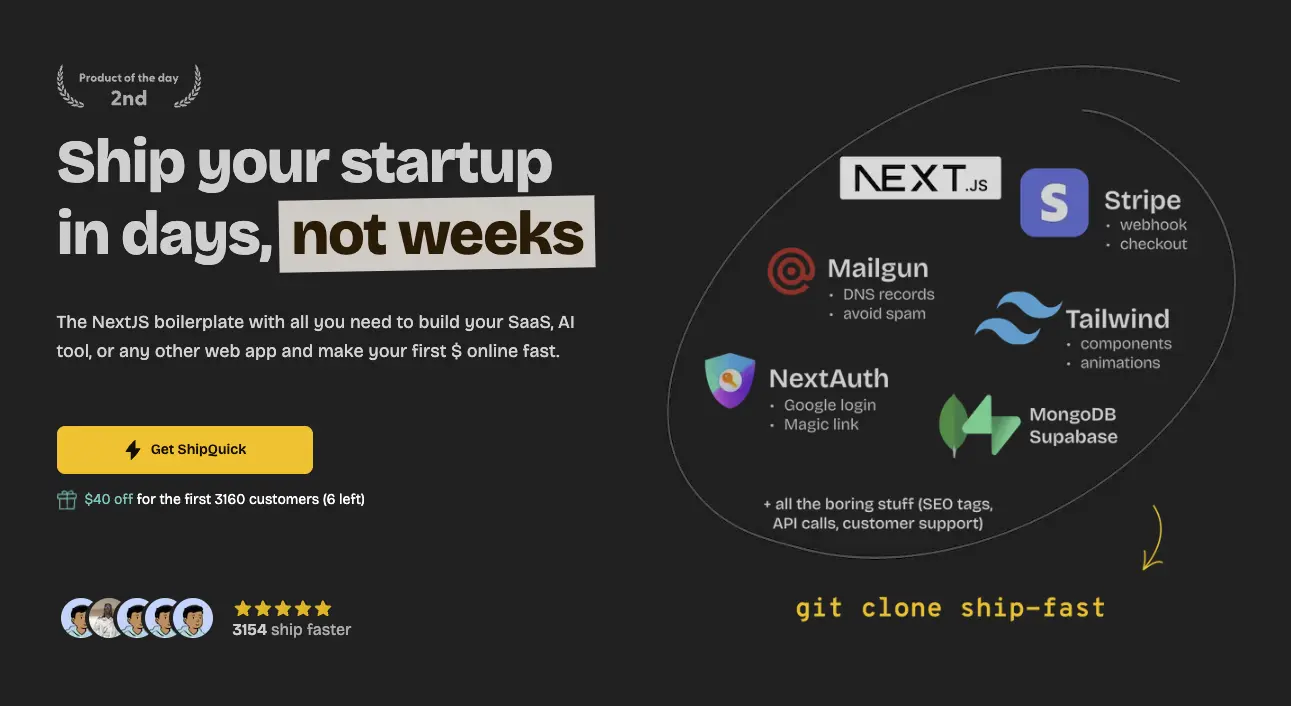 Product of the day
2nd
Ship your startup
in days, not weeks
The NextJS boilerplate with all you need to build your SaaS, AI
tool, or any other web app and make your first $ online fast.
Get ShipQuick
$40 off for the first 3160 customers (6 left)
3154 ship faster
NEXT.JS
S
Stripe
• webhook
• checkout
Mailgun
• DNS records
• avoid spam
Tailwind
• components
• animations
NextAuth
• Google login
• Magic link
MongoDB
Supabase
+ all the boring stuff (SEO tags,
API calls, customer support)
git clone ship-fast